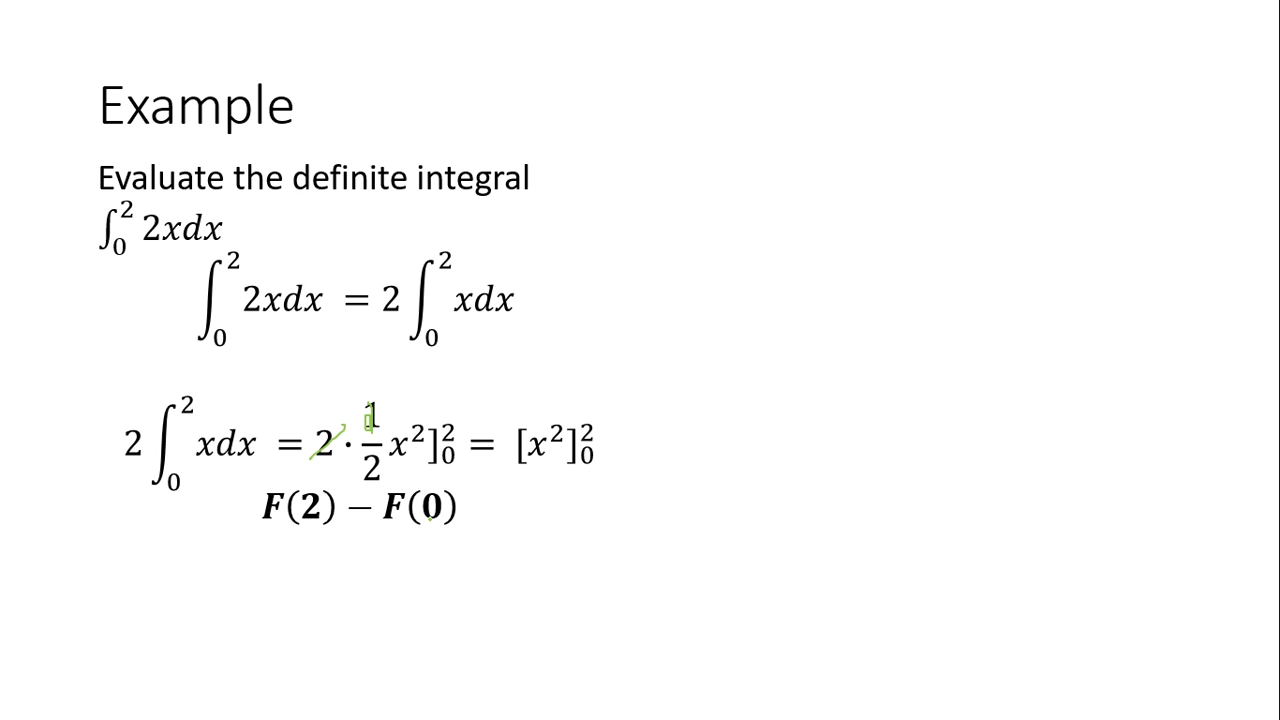 Example
Evaluate the definite integral
∫₀² 2xdx
∫₀² 2xdx = 2 ∫₀² xdx
2 ∫₀² xdx = 2 · 1/2 x²]₀² = [x²]₀²
F(2) − F(0)